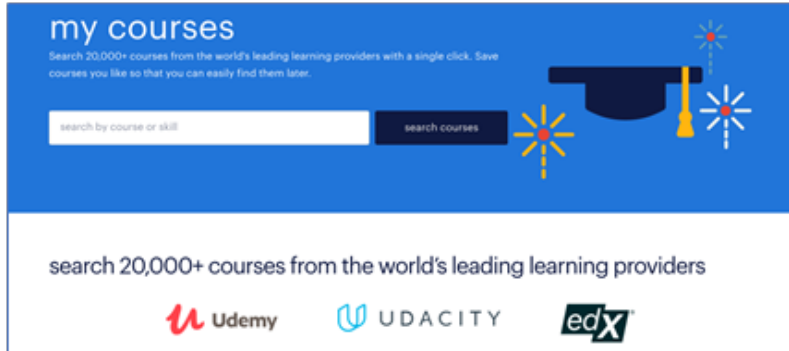 my courses
Search 20,000+ courses from the world's leading learning providers with a single click. Save
courses you like so that you can easily find them later.
search by course or skill
search courses
search 20,000+ courses from the world's leading learning providers
Udemy
UDACITY
edX